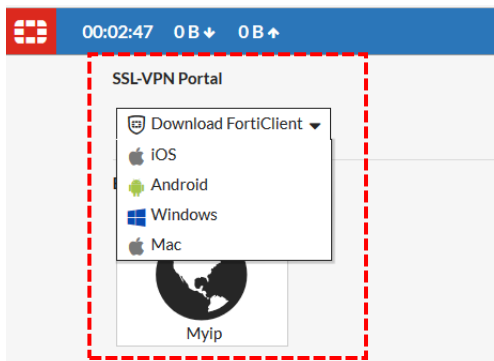 00:02:47 0 B 0 B
SSL-VPN Portal
Download FortiClient
iOS
Android
Windows
Mac
Myip